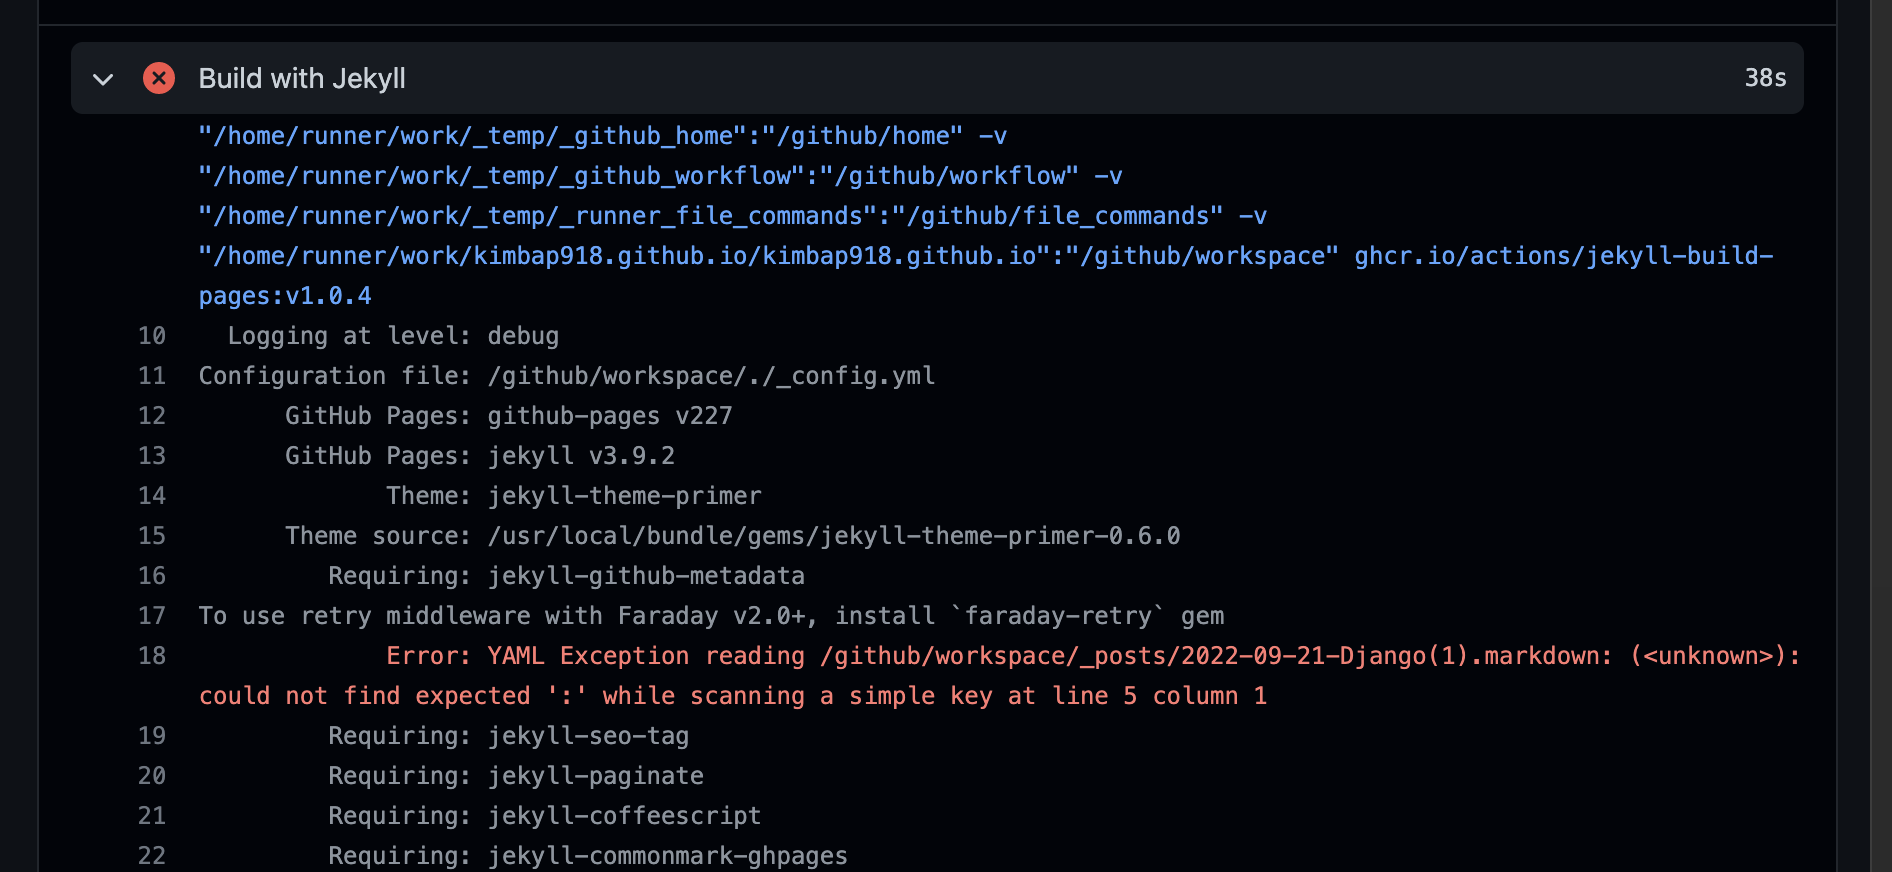 Build with Jekyll 38s
"/home/runner/work/_temp/_github_home":"/github/home" -v
"/home/runner/work/_temp/_github_workflow":"/github/workflow" -v
"/home/runner/work/_temp/_runner_file_commands":"/github/file_commands" -v
"/home/runner/work/kimbap918.github.io/kimbap918.github.io":"/github/workspace" ghcr.io/actions/jekyll-build-
pages:v1.0.4
10 Logging at level: debug
11 Configuration file: /github/workspace/./_config.yml
12 GitHub Pages: github-pages v227
13 GitHub Pages: jekyll v3.9.2
14 Theme: jekyll-theme-primer
15 Theme source: /usr/local/bundle/gems/jekyll-theme-primer-0.6.0
16 Requiring: jekyll-github-metadata
17 To use retry middleware with Faraday v2.0+, install `faraday-retry` gem
18 Error: YAML Exception reading /github/workspace/_posts/2022-09-21-Django(1).markdown: (<unknown>):
could not find expected ':' while scanning a simple key at line 5 column 1
19 Requiring: jekyll-seo-tag
20 Requiring: jekyll-paginate
21 Requiring: jekyll-coffeescript
22 Requiring: jekyll-commonmark-ghpages